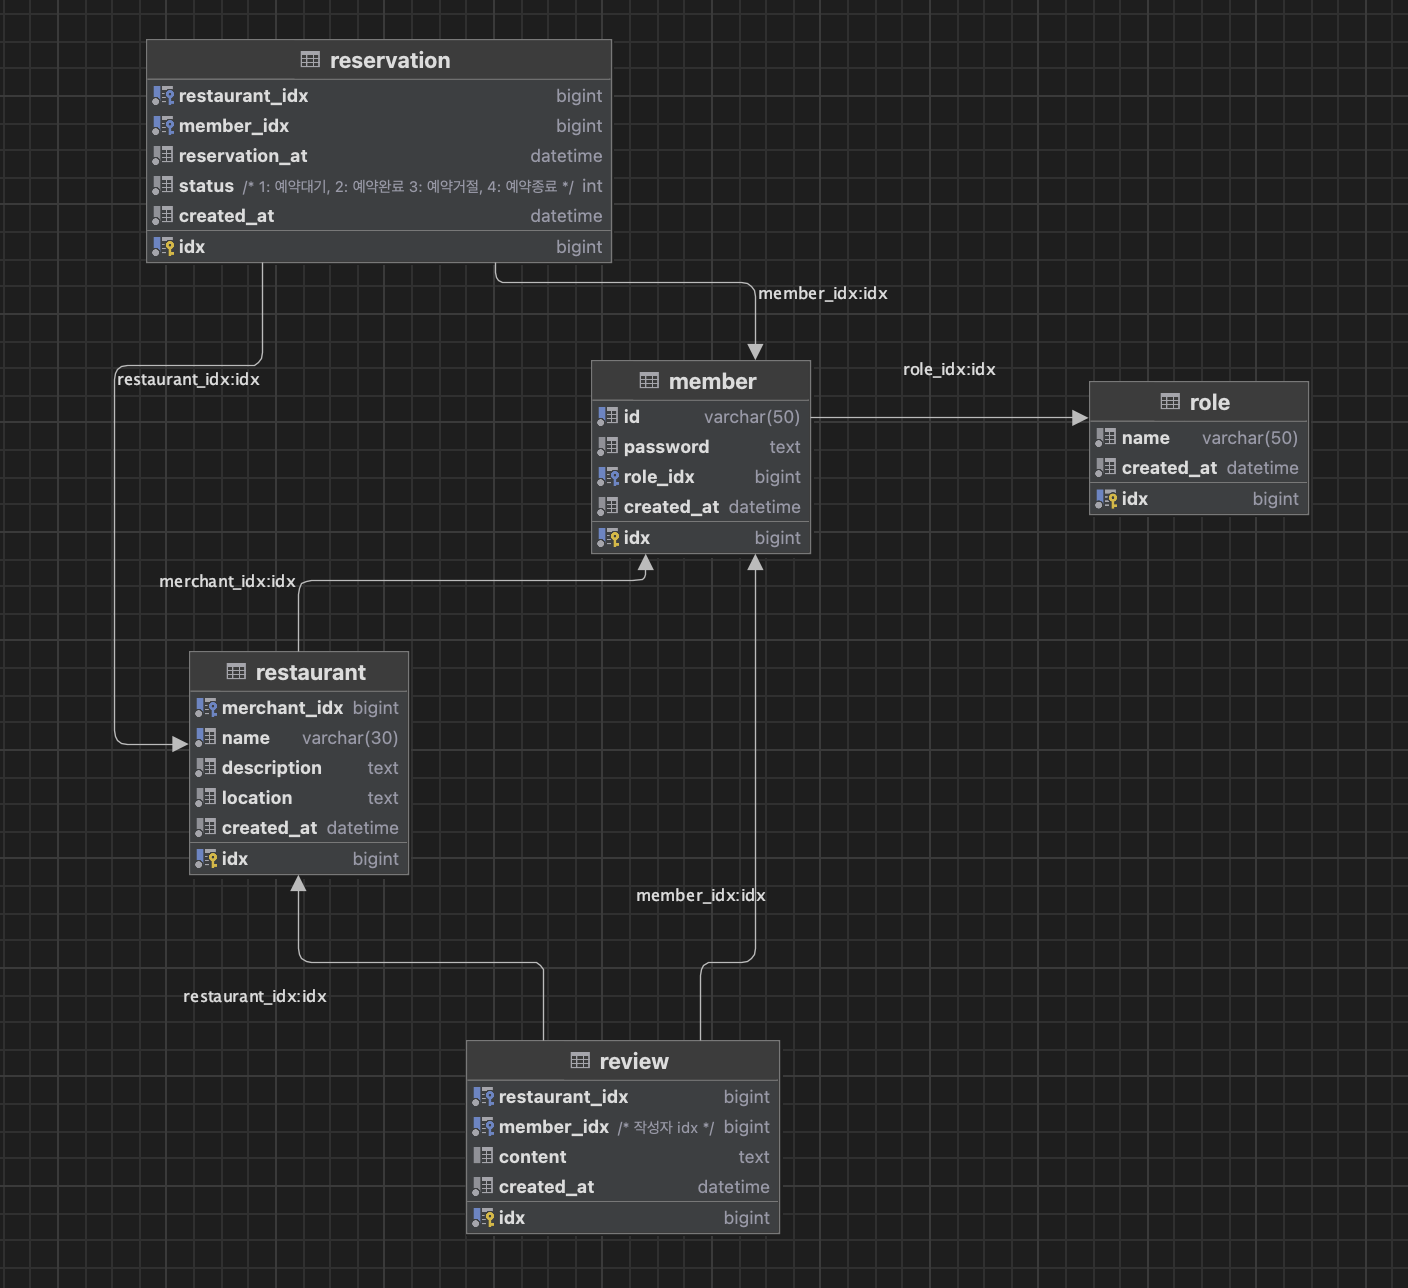 reservation
restaurant_idx bigint
member_idx bigint
reservation_at datetime
status /* 1: 예약대기, 2: 예약완료 3: 예약거절, 4: 예약종료 */ int
created_at datetime
idx bigint
member_idx:idx
restaurant_idx:idx
role_idx:idx
member
id varchar(50)
password text
role_idx bigint
created_at datetime
idx bigint
role
name varchar(50)
created_at datetime
idx bigint
merchant_idx:idx
restaurant
merchant_idx bigint
name varchar(30)
description text
location text
created_at datetime
idx bigint
member_idx:idx
restaurant_idx:idx
review
restaurant_idx bigint
member_idx /* 작성자 idx */ bigint
content text
created_at datetime
idx bigint